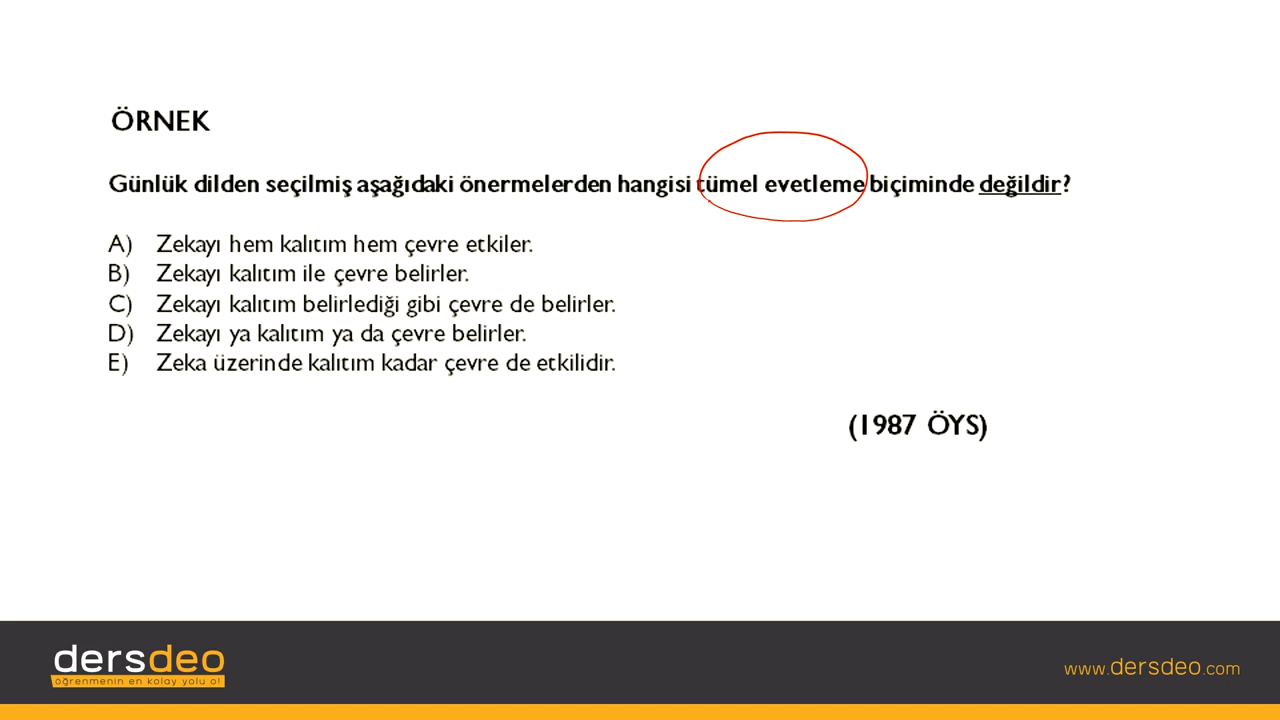 ÖRNEK
Günlük dilden seçilmiş aşağıdaki önermelerden hangisi tümel evetleme biçiminde değildir?
A) Zekayı hem kalıtım hem çevre etkiler.
B) Zekayı kalıtım ile çevre belirler.
C) Zekayı kalıtım belirlediği gibi çevre de belirler.
D) Zekayı ya kalıtım ya da çevre belirler.
E) Zeka üzerinde kalıtım kadar çevre de etkilidir.
(1987 ÖYS)
dersdeo
öğrenmenin en kolay yolu o!
www.dersdeo.com